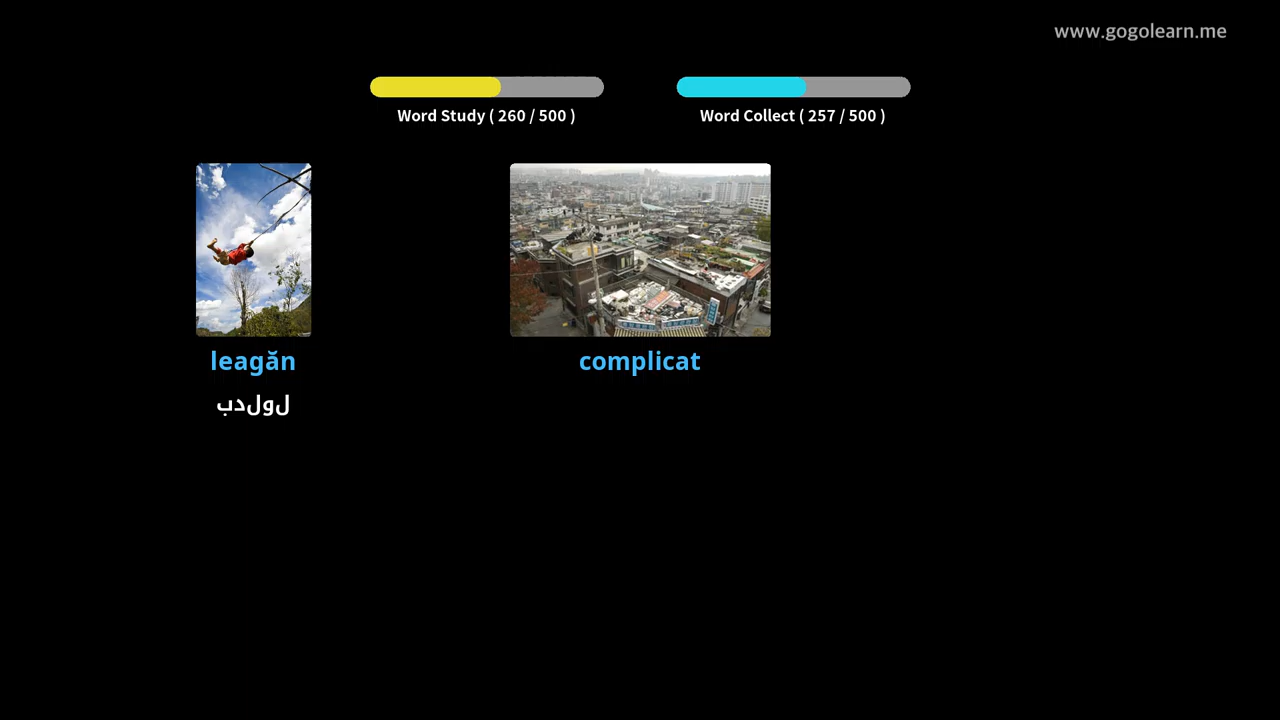 www.gogolearn.me
Word Study ( 260 / 500 )
Word Collect ( 257 / 500 )
leagăn
complicat
لولدب